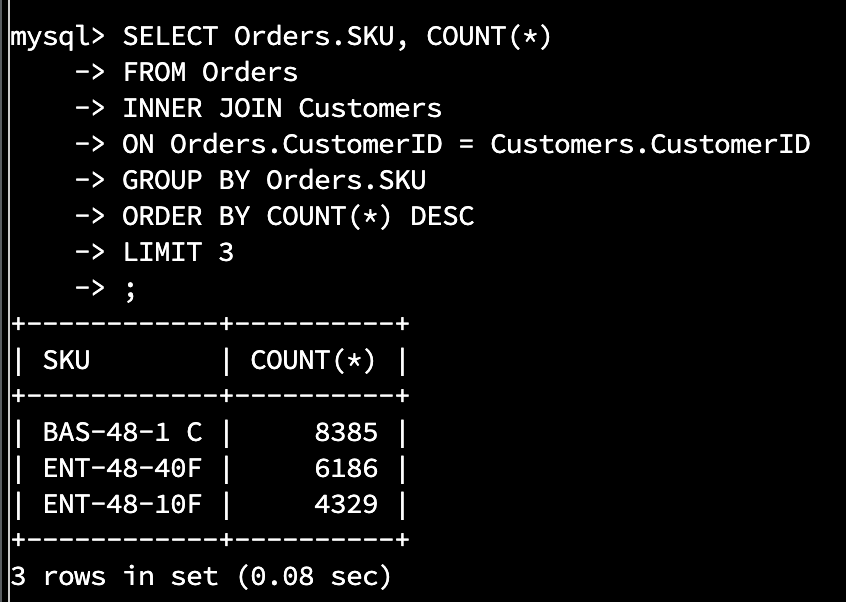 mysql> SELECT Orders.SKU, COUNT(*)
    -> FROM Orders
    -> INNER JOIN Customers
    -> ON Orders.CustomerID = Customers.CustomerID
    -> GROUP BY Orders.SKU
    -> ORDER BY COUNT(*) DESC
    -> LIMIT 3
    -> ;
+------------+----------+
| SKU        | COUNT(*) |
+------------+----------+
| BAS-48-1 C |     8385 |
| ENT-48-40F |     6186 |
| ENT-48-10F |     4329 |
+------------+----------+
3 rows in set (0.08 sec)